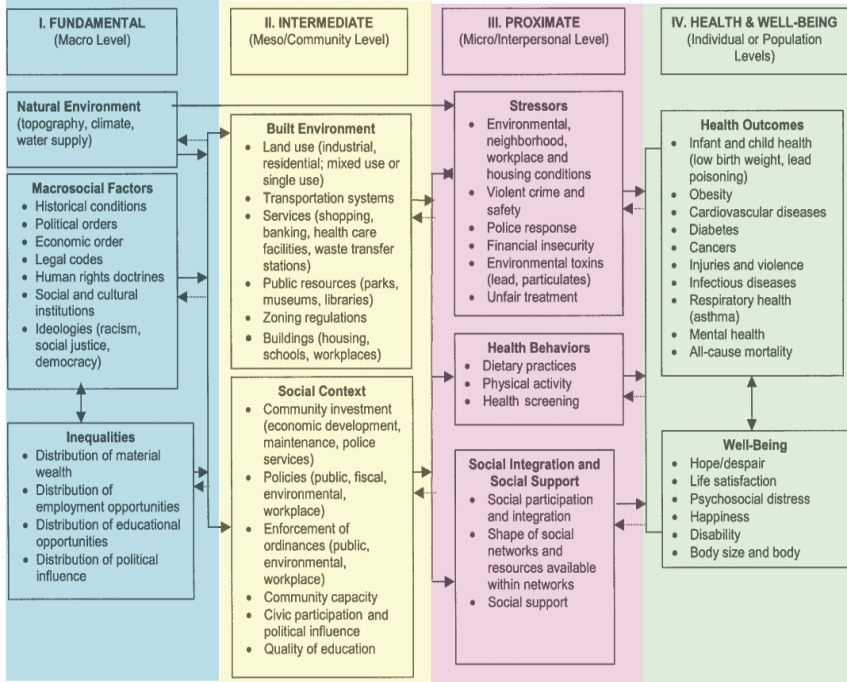 I. FUNDAMENTAL
(Macro Level)
II. INTERMEDIATE
(Meso/Community Level)
III. PROXIMATE
(Micro/Interpersonal Level)
IV. HEALTH & WELL-BEING
(Individual or Population
Levels)
Natural Environment
(topography, climate,
water supply)
Macrosocial Factors
• Historical conditions
• Political orders
• Economic order
• Legal codes
• Human rights doctrines
• Social and cultural
institutions
• Ideologies (racism,
social justice,
democracy)
Inequalities
• Distribution of material
wealth
• Distribution of
employment opportunities
• Distribution of educational
opportunities
• Distribution of political
influence
Built Environment
• Land use (industrial,
residential; mixed use or
single use)
• Transportation systems
• Services (shopping,
banking, health care
facilities, waste transfer
stations)
• Public resources (parks,
museums, libraries)
• Zoning regulations
• Buildings (housing,
schools, workplaces)
Social Context
• Community investment
(economic development,
maintenance, police
services)
• Policies (public, fiscal,
environmental,
workplace)
• Enforcement of
ordinances (public,
environmental,
workplace)
• Community capacity
• Civic participation and
political influence
• Quality of education
Stressors
• Environmental,
neighborhood,
workplace and
housing conditions
• Violent crime and
safety
• Police response
• Financial insecurity
• Environmental toxins
(lead, particulates)
• Unfair treatment
Health Behaviors
• Dietary practices
• Physical activity
• Health screening
Social Integration and
Social Support
• Social participation
and integration
• Shape of social
networks and
resources available
within networks
• Social support
Health Outcomes
• Infant and child health
(low birth weight, lead
poisoning)
• Obesity
• Cardiovascular diseases
• Diabetes
• Cancers
• Injuries and violence
• Infectious diseases
• Respiratory health
(asthma)
• Mental health
• All-cause mortality
Well-Being
• Hope/despair
• Life satisfaction
• Psychosocial distress
• Happiness
• Disability
• Body size and body